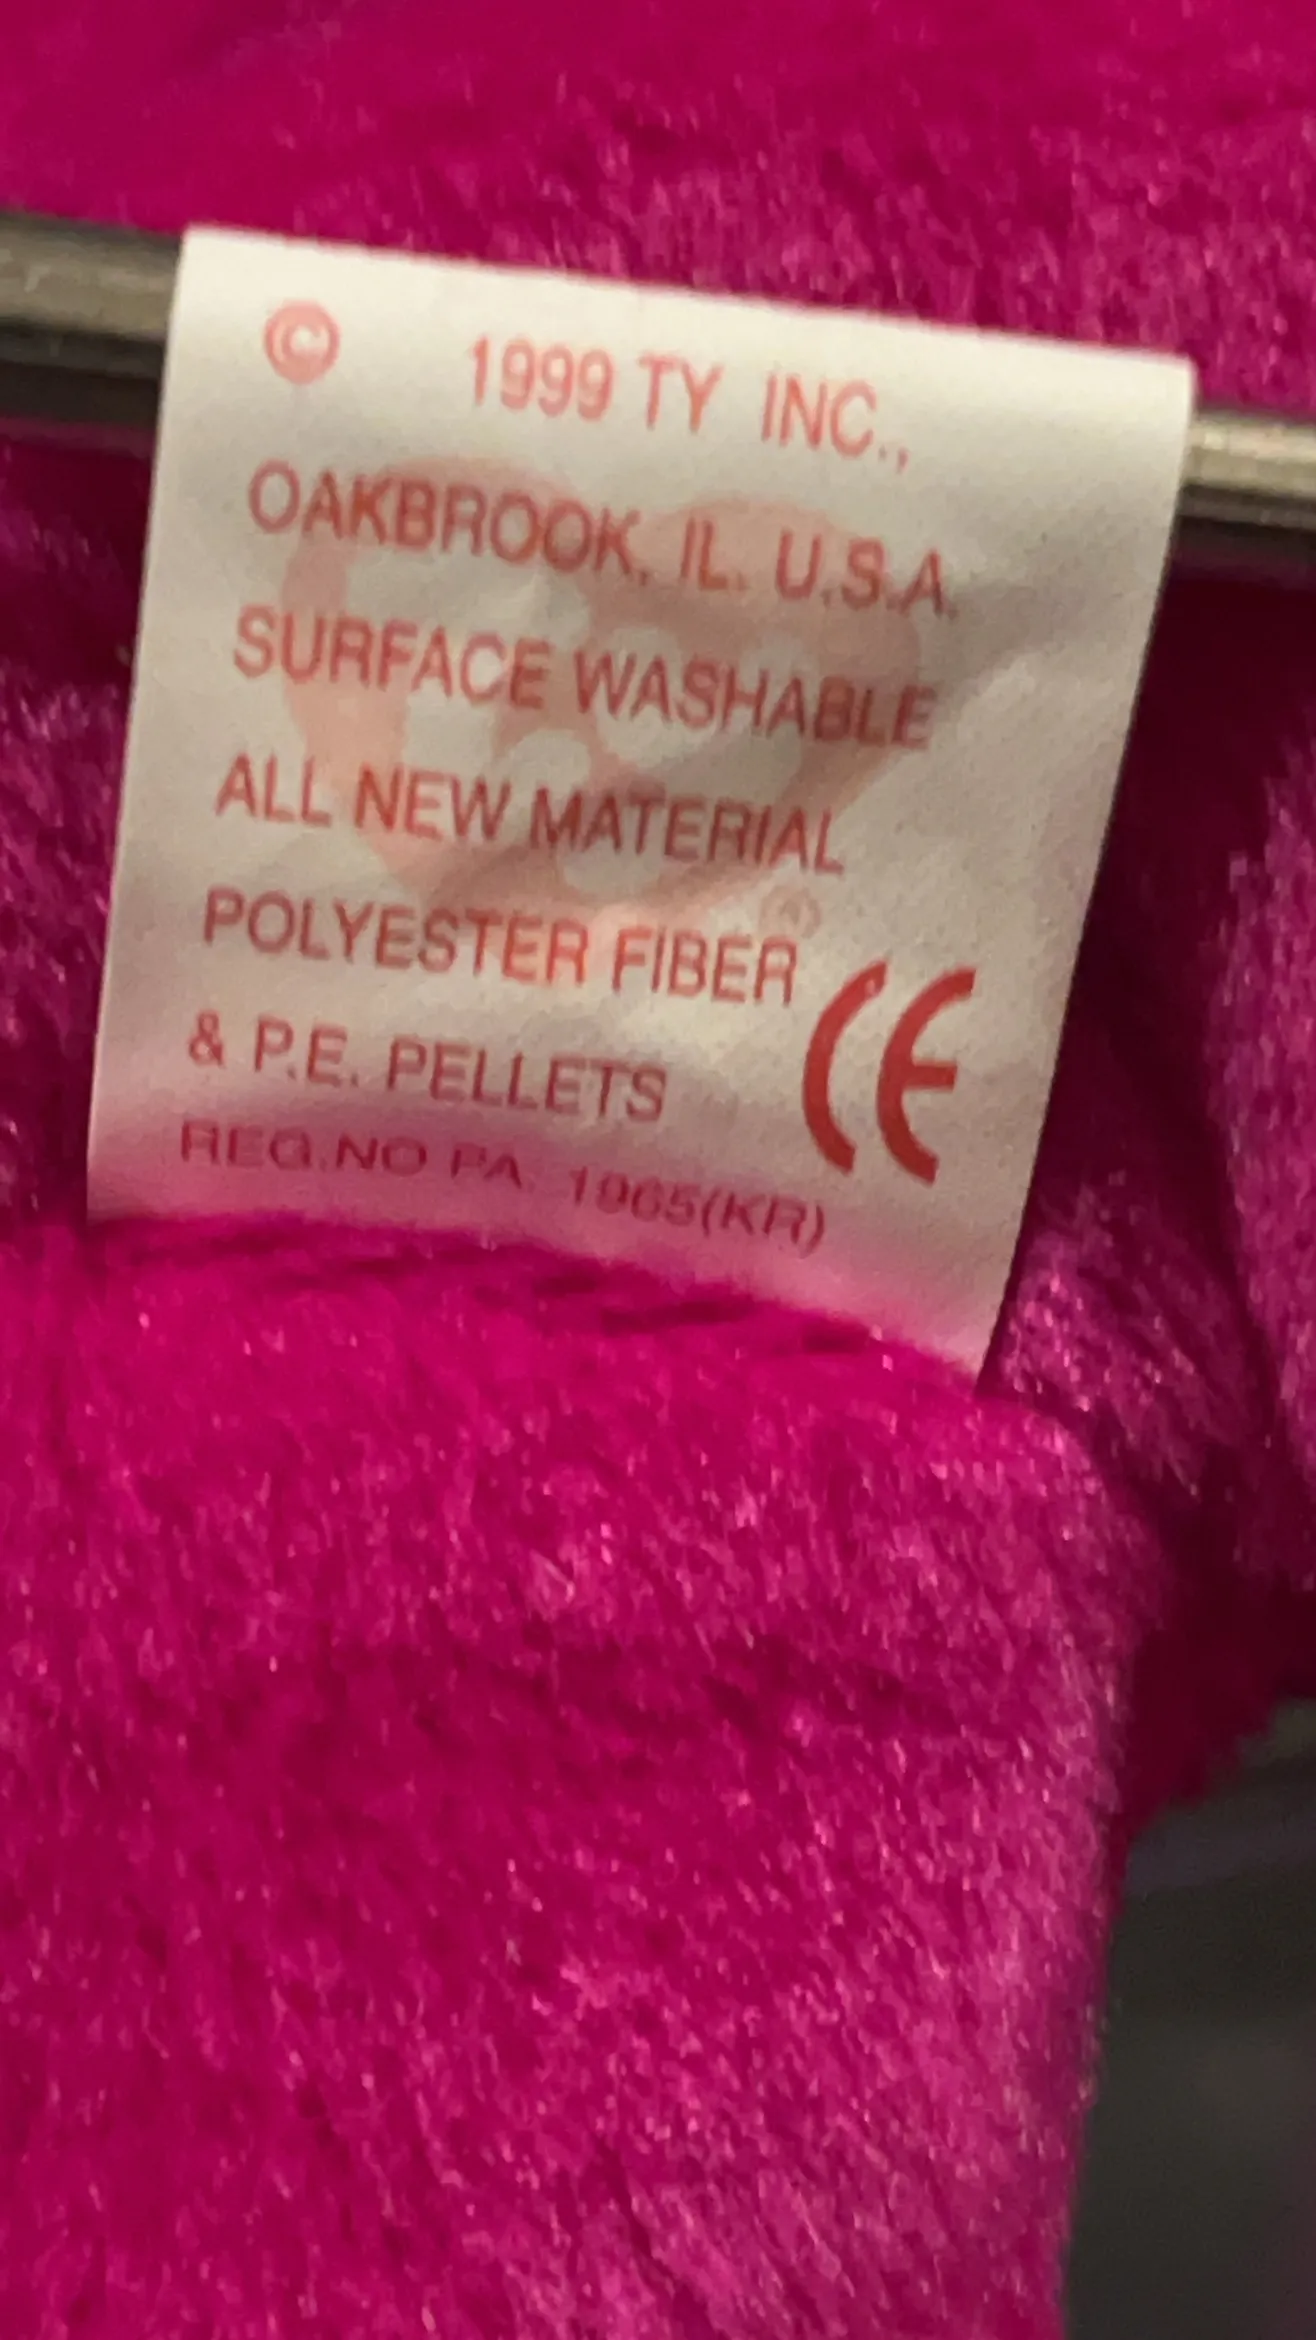 © 1999 TY INC.,
OAKBROOK, IL. U.S.A.
SURFACE WASHABLE
ALL NEW MATERIAL
POLYESTER FIBER
& P.E. PELLETS CE
REG.NO PA. 1965(KR)